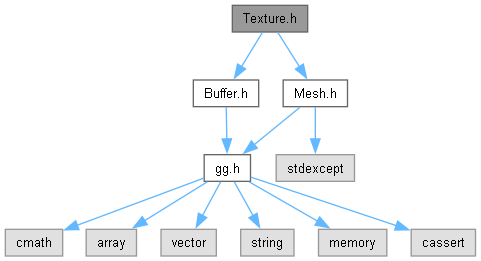 Texture.h
Buffer.h
Mesh.h
gg.h
stdexcept
cmath
array
vector
string
memory
cassert